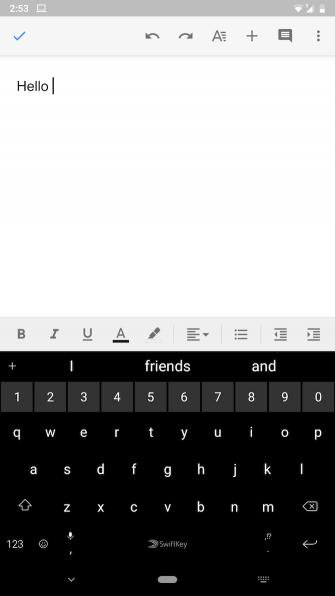 2:53
A
Hello
B I U A
+ I friends and
1 2 3 4 5 6 7 8 9 0
q w e r t y u i o p
a s d f g h j k l
z x c v b n m
123 , SwiftKey ,!? .